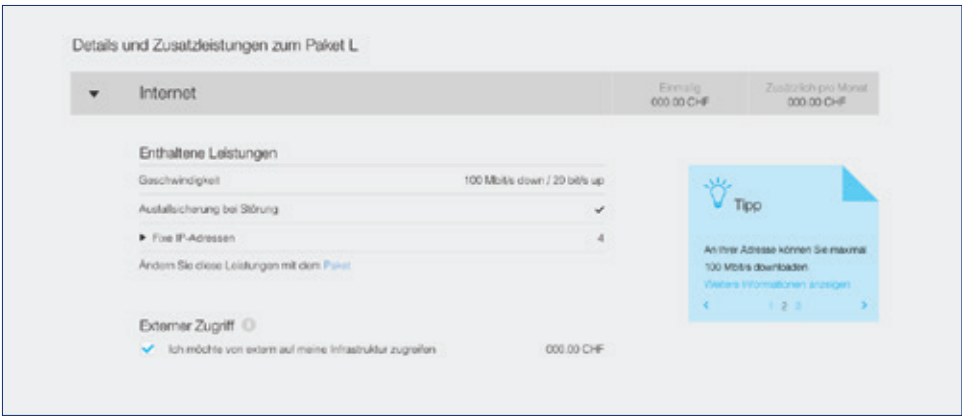 Details und Zusatzleistungen zum Paket L
Internet
Einmalig
000.00 CHF
Zusätzlich pro Monat
000.00 CHF
Enthaltene Leistungen
Geschwindigkeit 100 Mbit/s down / 20 bit/s up
Ausfallsicherung bei Störung
Fixe IP-Adressen 4
Ändern Sie diese Leistungen mit dem Paket
Tipp
An Ihrer Adresse können Sie maximal
100 Mbit/s downloaden
Weitere Informationen anzeigen
1 2 3
Externer Zugriff
Ich möchte von extern auf meine Infrastruktur zugreifen 000.00 CHF